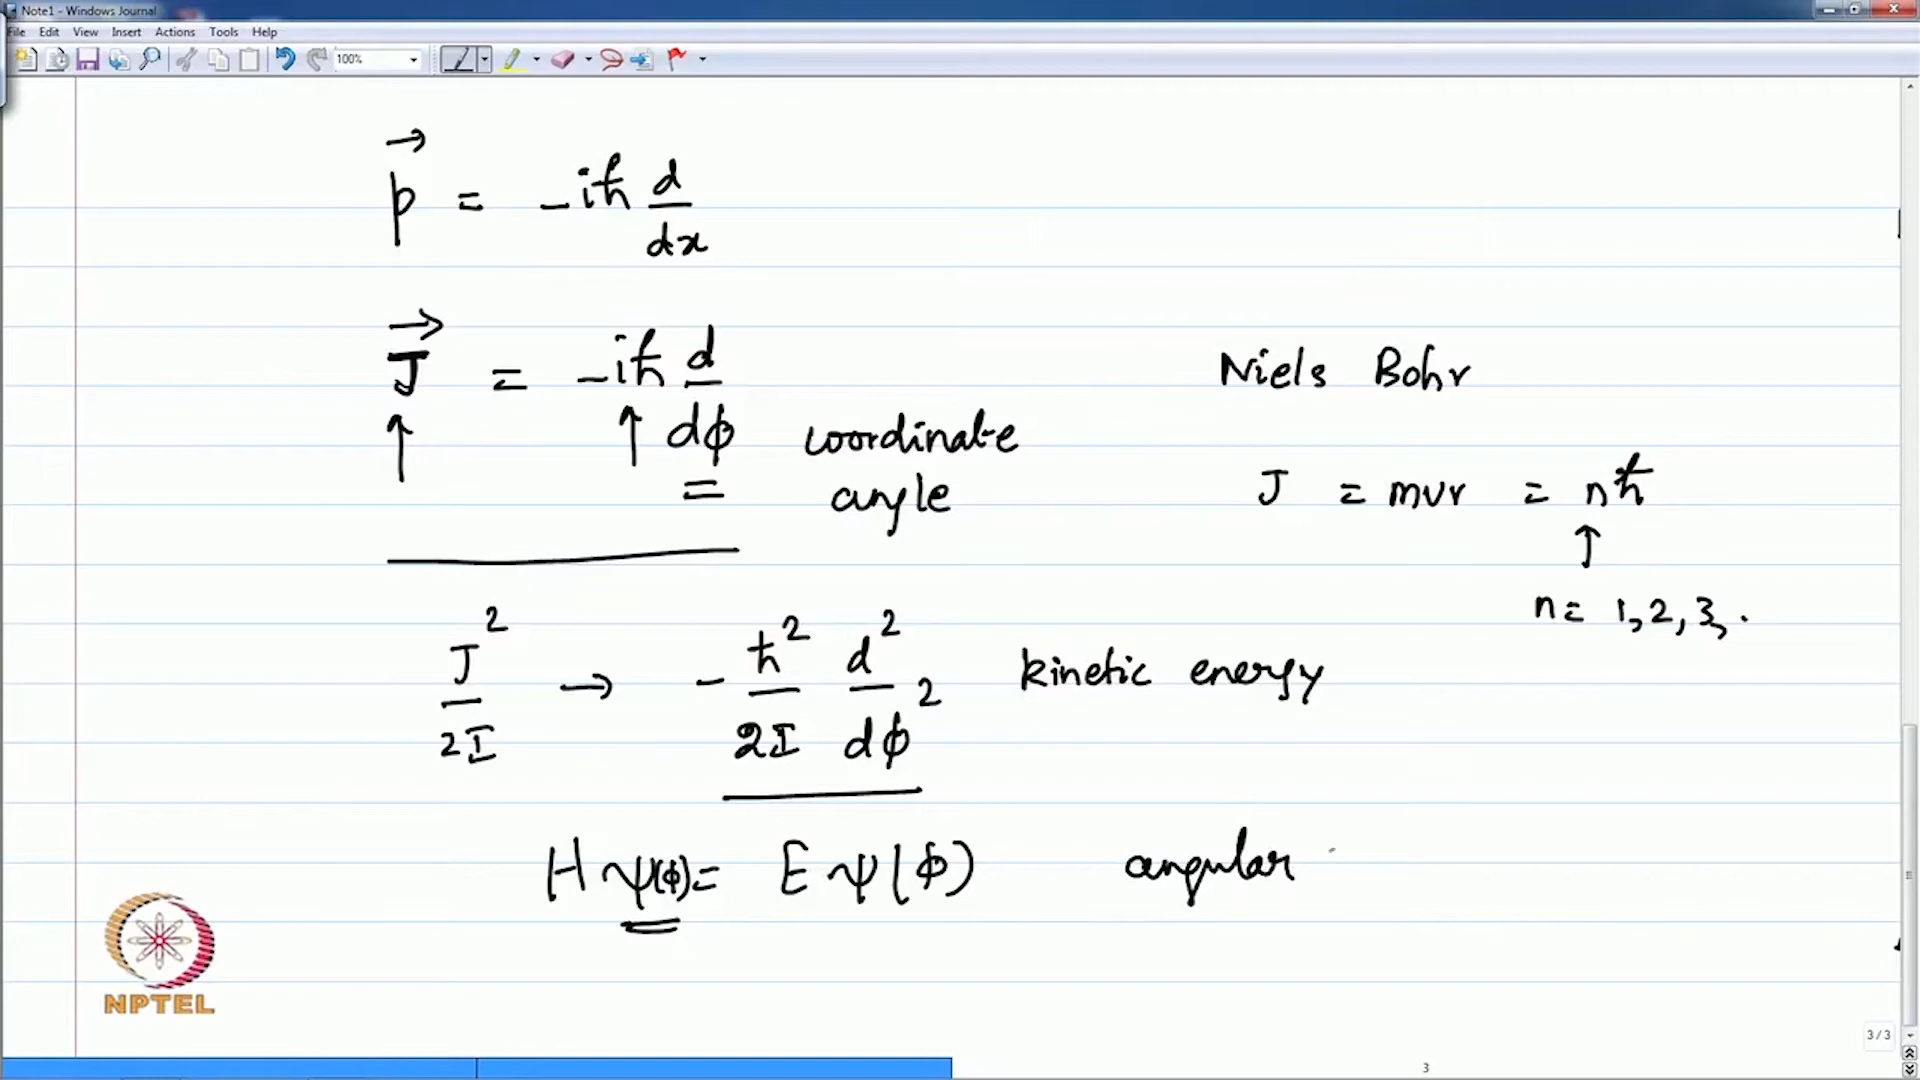 Note1 - Windows Journal
File Edit View Insert Actions Tools Help
100%
p⃗ = -iħ d/dx
J⃗ = -iħ d/dϕ coordinate
angle
Niels Bohr
J = mvr = nħ
n = 1, 2, 3, .
J²/2I → -ħ²/2I d²/dϕ² kinetic energy
Hψ(ϕ) = Eψ(ϕ) angular
NPTEL
3/3
3